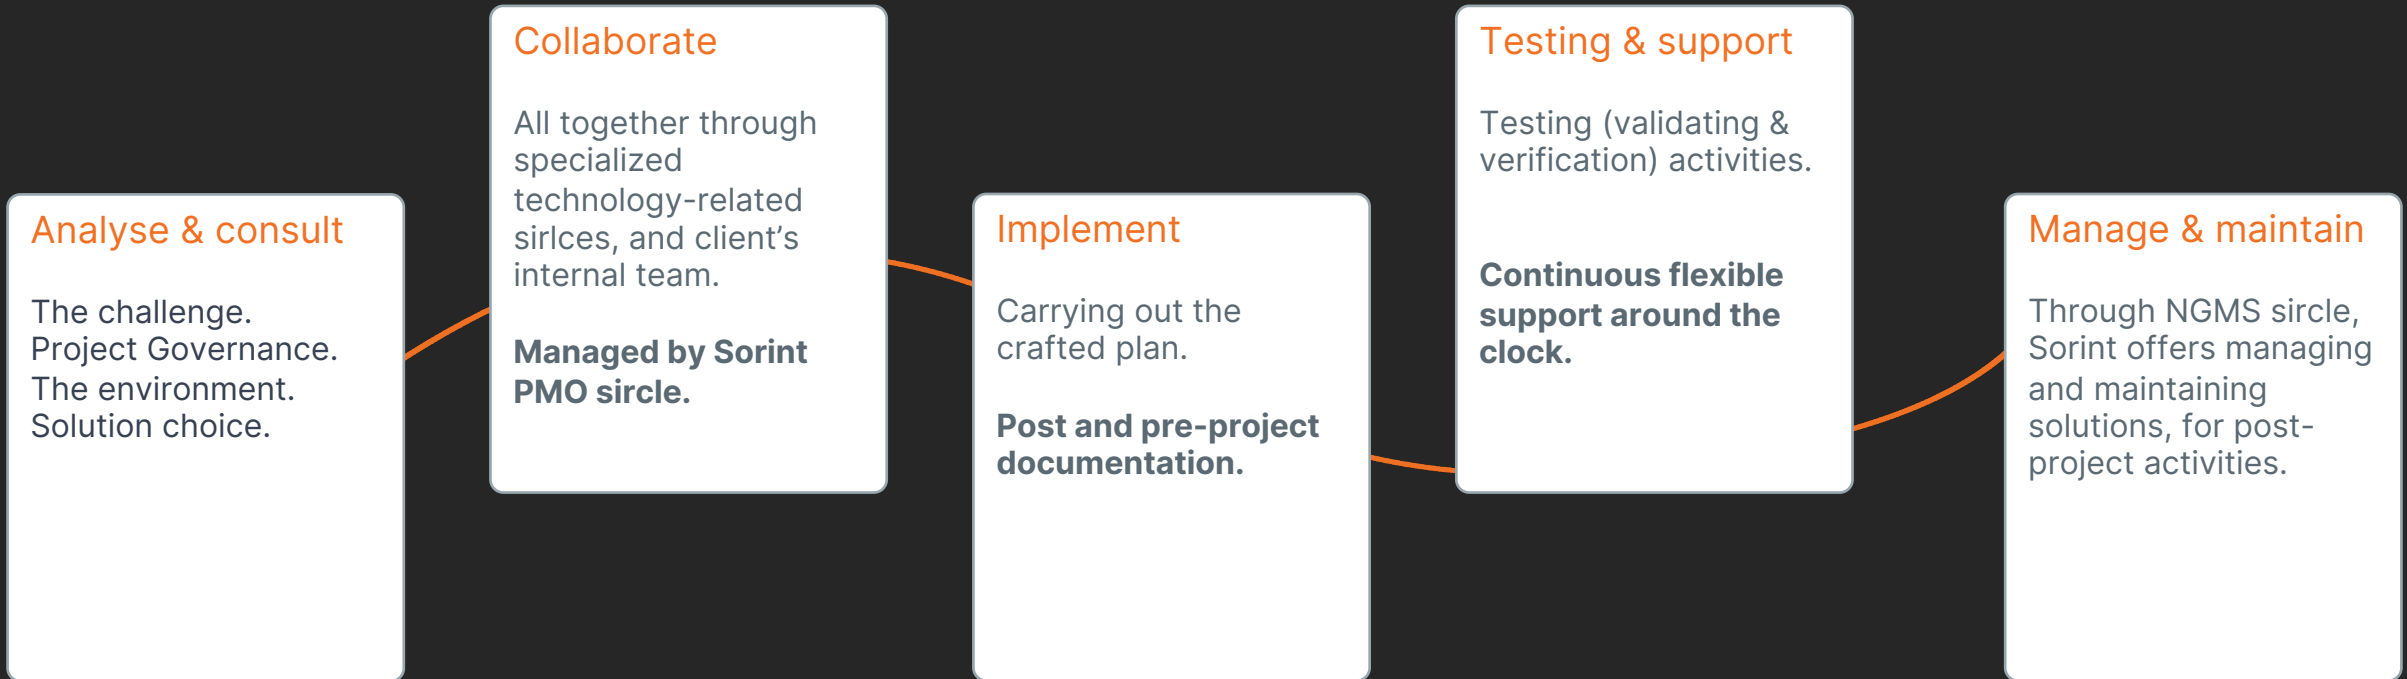 Analyse & consult
The challenge.
Project Governance.
The environment.
Solution choice.
Collaborate
All together through
specialized
technology-related
sirlces, and client's
internal team.
Managed by Sorint
PMO sircle.
Implement
Carrying out the
crafted plan.
Post and pre-project
documentation.
Testing & support
Testing (validating &
verification) activities.
Continuous flexible
support around the
clock.
Manage & maintain
Through NGMS sircle,
Sorint offers managing
and maintaining
solutions, for post-
project activities.